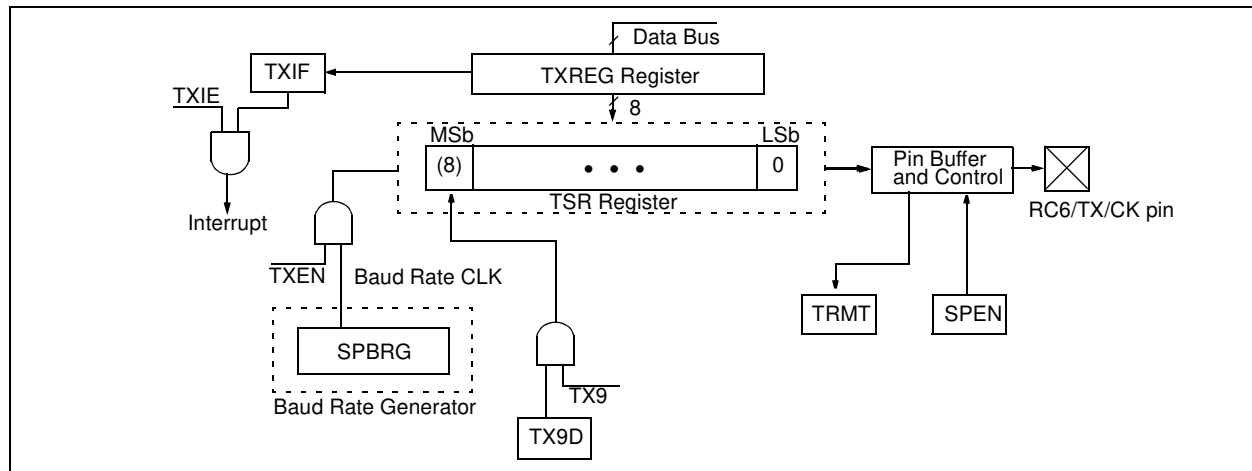 Data Bus
TXIF
TXREG Register
TXIE
8
MSb
LSb
(8)
• • •
0
Pin Buffer
and Control
TSR Register
RC6/TX/CK pin
Interrupt
TXEN
Baud Rate CLK
TRMT
SPEN
SPBRG
TX9
Baud Rate Generator
TX9D